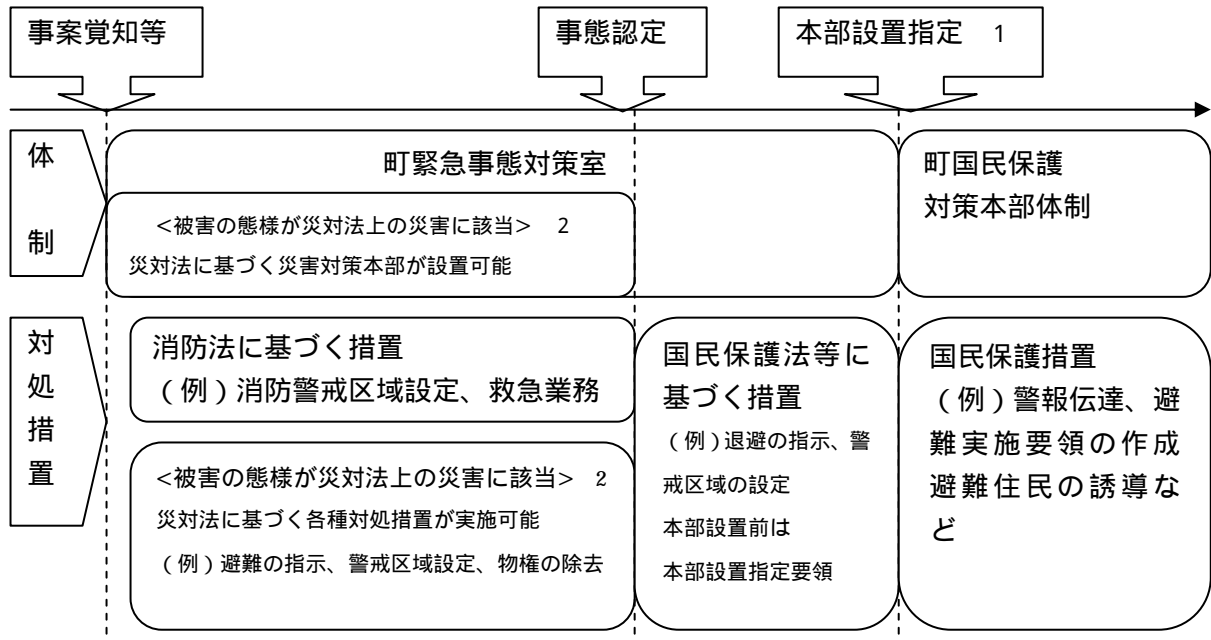 事案覚知等
事態認定
本部設置指定　1
体制
町緊急事態対策室
<被害の態様が災対法上の災害に該当>　2
災対法に基づく災害対策本部が設置可能
町国民保護
対策本部体制
対処措置
消防法に基づく措置
（例）消防警戒区域設定、救急業務
<被害の態様が災対法上の災害に該当>　2
災対法に基づく各種対処措置が実施可能
（例）避難の指示、警戒区域設定、物権の除去
国民保護法等に
基づく措置
（例）退避の指示、警
戒区域の設定
本部設置前は
本部設置指定要領
国民保護措置
（例）警報伝達、避
難実施要領の作成
避難住民の誘導な
ど